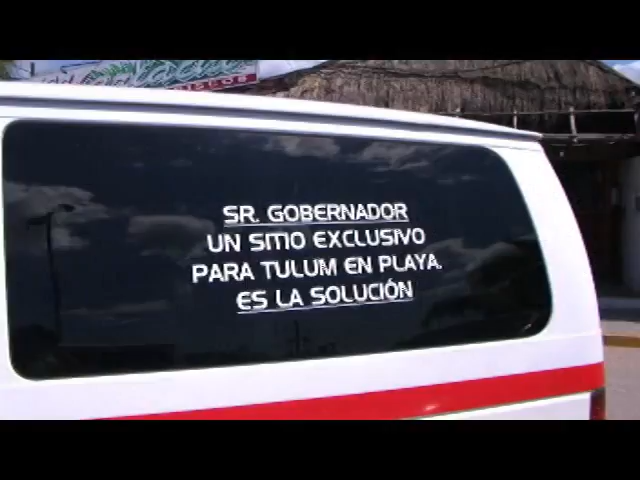 SR. GOBERNADOR
UN SITIO EXCLUSIVO
PARA TULUM EN PLAYA.
ES LA SOLUCIÓN